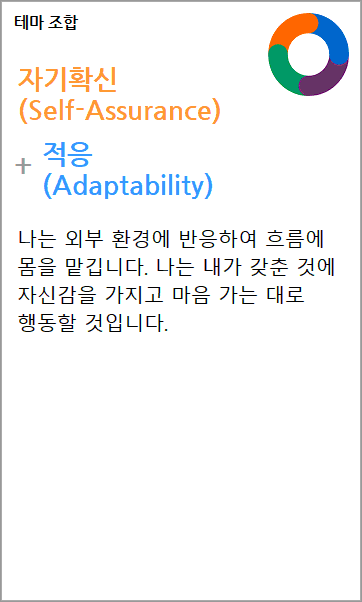 테마 조합
자기확신
(Self-Assurance)
+ 적응
(Adaptability)
나는 외부 환경에 반응하여 흐름에
몸을 맡깁니다. 나는 내가 갖춘 것에
자신감을 가지고 마음 가는 대로
행동할 것입니다.